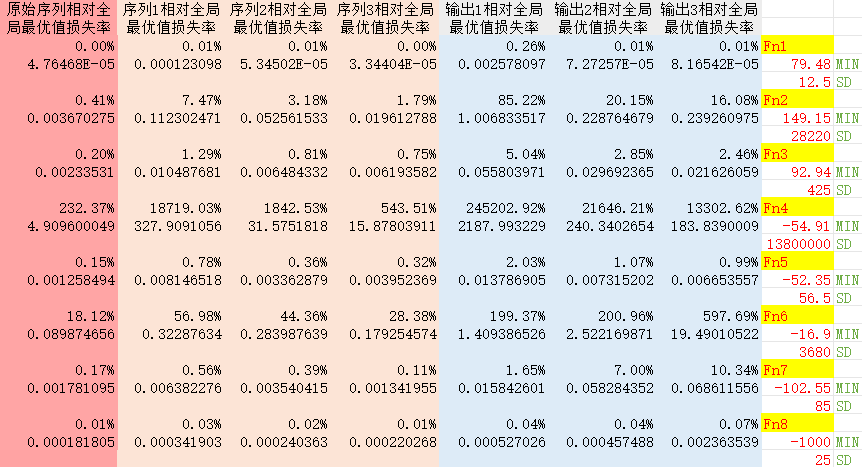 原始序列相对全局最优值损失率 序列1相对全局最优值损失率 序列2相对全局最优值损失率 序列3相对全局最优值损失率 输出1相对全局最优值损失率 输出2相对全局最优值损失率 输出3相对全局最优值损失率
0.00% 0.01% 0.01% 0.00% 0.26% 0.01% 0.01% Fn1
4.76468E-05 0.000123098 5.34502E-05 3.34404E-05 0.002578097 7.27257E-05 8.16542E-05 79.48 MIN
12.5 SD
0.41% 7.47% 3.18% 1.79% 85.22% 20.15% 16.08% Fn2
0.003670275 0.112302471 0.052561533 0.019612788 1.006833517 0.228764679 0.239260975 149.15 MIN
28220 SD
0.20% 1.29% 0.81% 0.75% 5.04% 2.85% 2.46% Fn3
0.00233531 0.010487681 0.006484332 0.006193582 0.055803971 0.029692365 0.021626059 92.94 MIN
425 SD
232.37% 18719.03% 1842.53% 543.51% 245202.92% 21646.21% 13302.62% Fn4
4.909600049 327.9091056 31.5751818 15.87803911 2187.993229 240.3402654 183.8390009 -54.91 MIN
13800000 SD
0.15% 0.78% 0.36% 0.32% 2.03% 1.07% 0.99% Fn5
0.001258494 0.008146518 0.003362879 0.003952369 0.013786905 0.007315202 0.006653557 -52.35 MIN
56.5 SD
18.12% 56.98% 44.36% 28.38% 199.37% 200.96% 597.69% Fn6
0.089874656 0.32287634 0.283987639 0.179254574 1.409386526 2.522169871 19.49010522 -16.9 MIN
3680 SD
0.17% 0.56% 0.39% 0.11% 1.65% 7.00% 10.34% Fn7
0.001781095 0.006382276 0.003540415 0.001341955 0.015842601 0.058284352 0.068611556 -102.55 MIN
85 SD
0.01% 0.03% 0.02% 0.01% 0.04% 0.04% 0.07% Fn8
0.000181805 0.000341903 0.000240363 0.000220268 0.000527026 0.000457488 0.002363539 -1000 MIN
25 SD